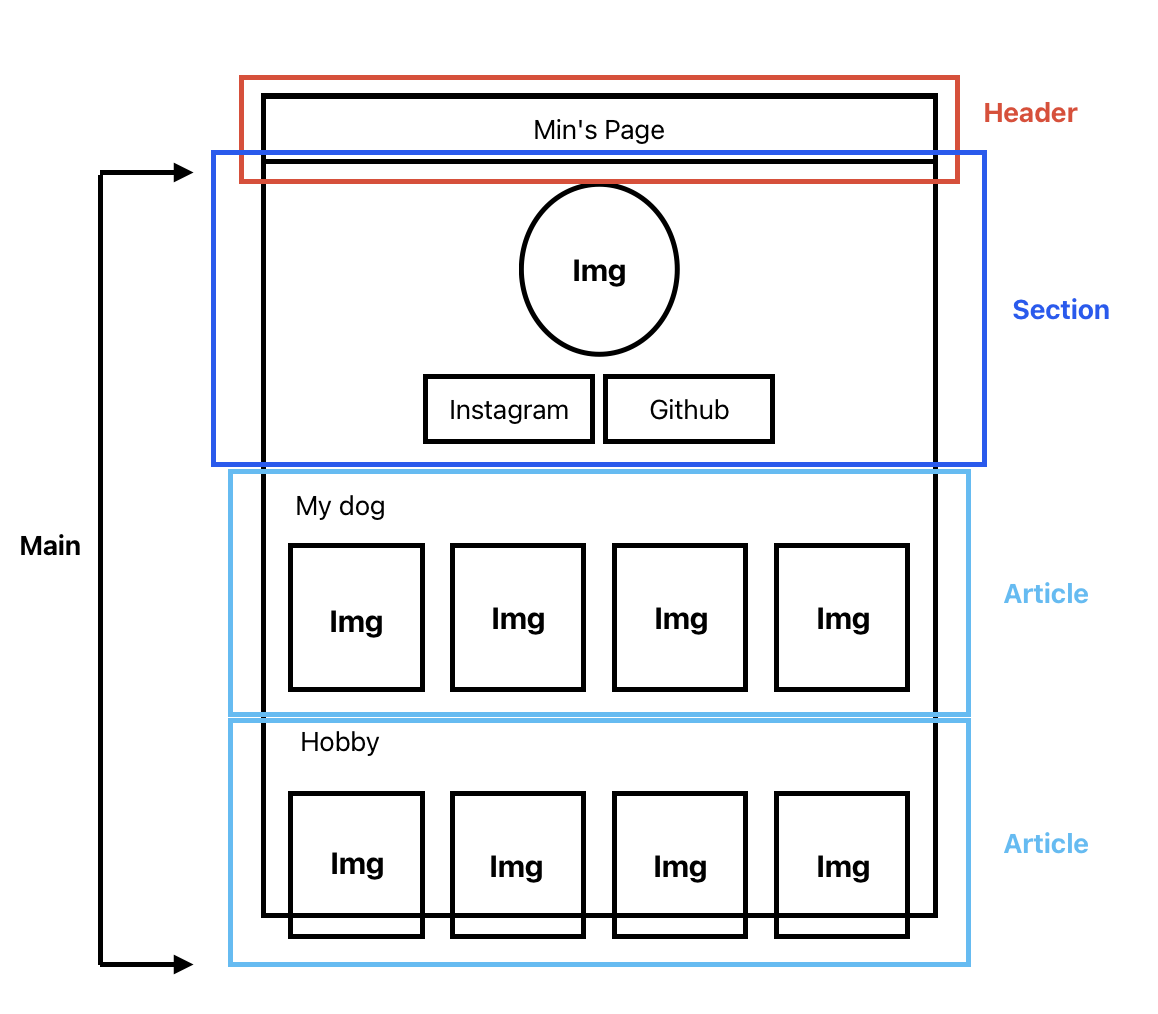 Header
Min's Page
Img
Section
Instagram
Github
My dog
Main
Img
Img
Img
Img
Article
Hobby
Img
Img
Img
Img
Article